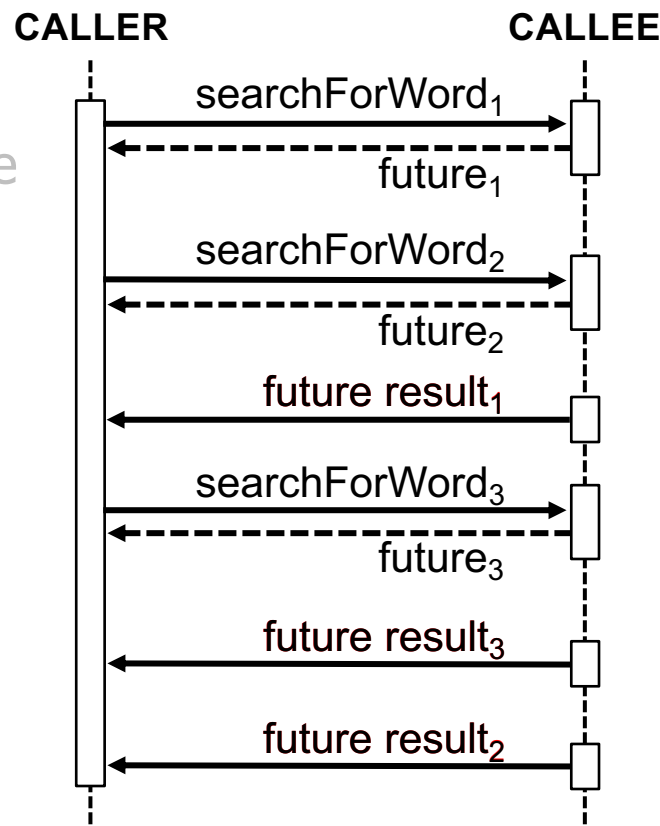 CALLER CALLEE
searchForWord₁
e
future₁
searchForWord₂
future₂
future result₁
searchForWord₃
future₃
future result₃
future result₂